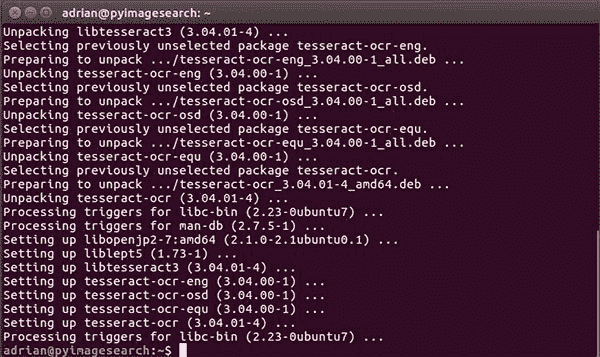 adrian@pyimagesearch: ~
Unpacking libtesseract3 (3.04.01-4) ...
Selecting previously unselected package tesseract-ocr-eng.
Preparing to unpack .../tesseract-ocr-eng_3.04.00-1_all.deb ...
Unpacking tesseract-ocr-eng (3.04.00-1) ...
Selecting previously unselected package tesseract-ocr-osd.
Preparing to unpack .../tesseract-ocr-osd_3.04.00-1_all.deb ...
Unpacking tesseract-ocr-osd (3.04.00-1) ...
Selecting previously unselected package tesseract-ocr-equ.
Preparing to unpack .../tesseract-ocr-equ_3.04.00-1_all.deb ...
Unpacking tesseract-ocr-equ (3.04.00-1) ...
Selecting previously unselected package tesseract-ocr.
Preparing to unpack .../tesseract-ocr_3.04.01-4_amd64.deb ...
Unpacking tesseract-ocr (3.04.01-4) ...
Processing triggers for libc-bin (2.23-0ubuntu7) ...
Processing triggers for man-db (2.7.5-1) ...
Setting up libopenjp2-7:amd64 (2.1.0-2.1ubuntu0.1) ...
Setting up liblept5 (1.73-1) ...
Setting up libtesseract3 (3.04.01-4) ...
Setting up tesseract-ocr-eng (3.04.00-1) ...
Setting up tesseract-ocr-osd (3.04.00-1) ...
Setting up tesseract-ocr-equ (3.04.00-1) ...
Setting up tesseract-ocr (3.04.01-4) ...
Processing triggers for libc-bin (2.23-0ubuntu7) ...
adrian@pyimagesearch:~$